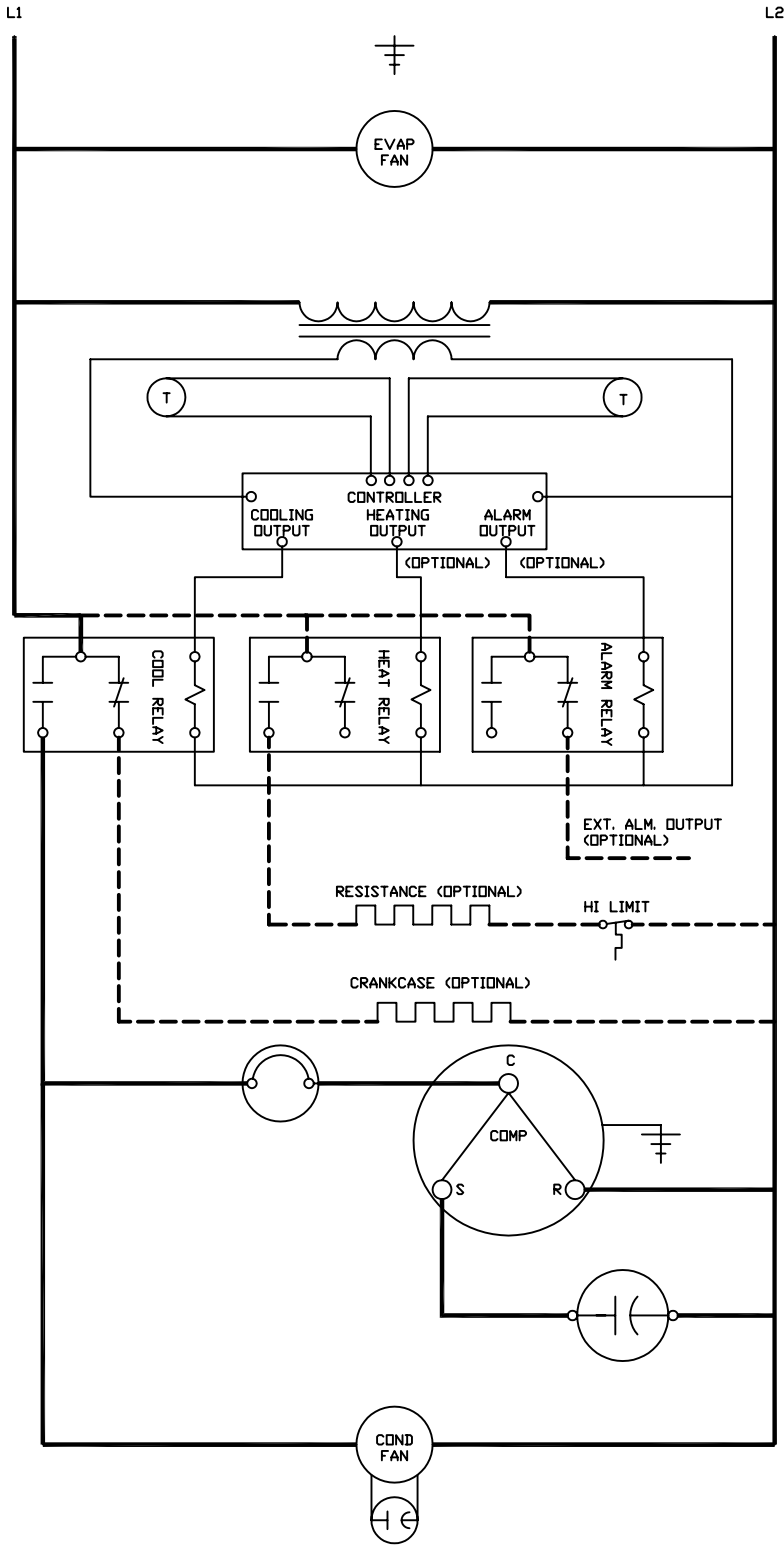 L1
L2
EVAP
FAN
T
T
CONTROLLER
COOLING
OUTPUT
HEATING
OUTPUT
ALARM
OUTPUT
(OPTIONAL)
(OPTIONAL)
COOL RELAY
HEAT RELAY
ALARM RELAY
EXT. ALM. OUTPUT
(OPTIONAL)
RESISTANCE (OPTIONAL)
HI LIMIT
CRANKCASE (OPTIONAL)
C
COMP
S
R
COND
FAN